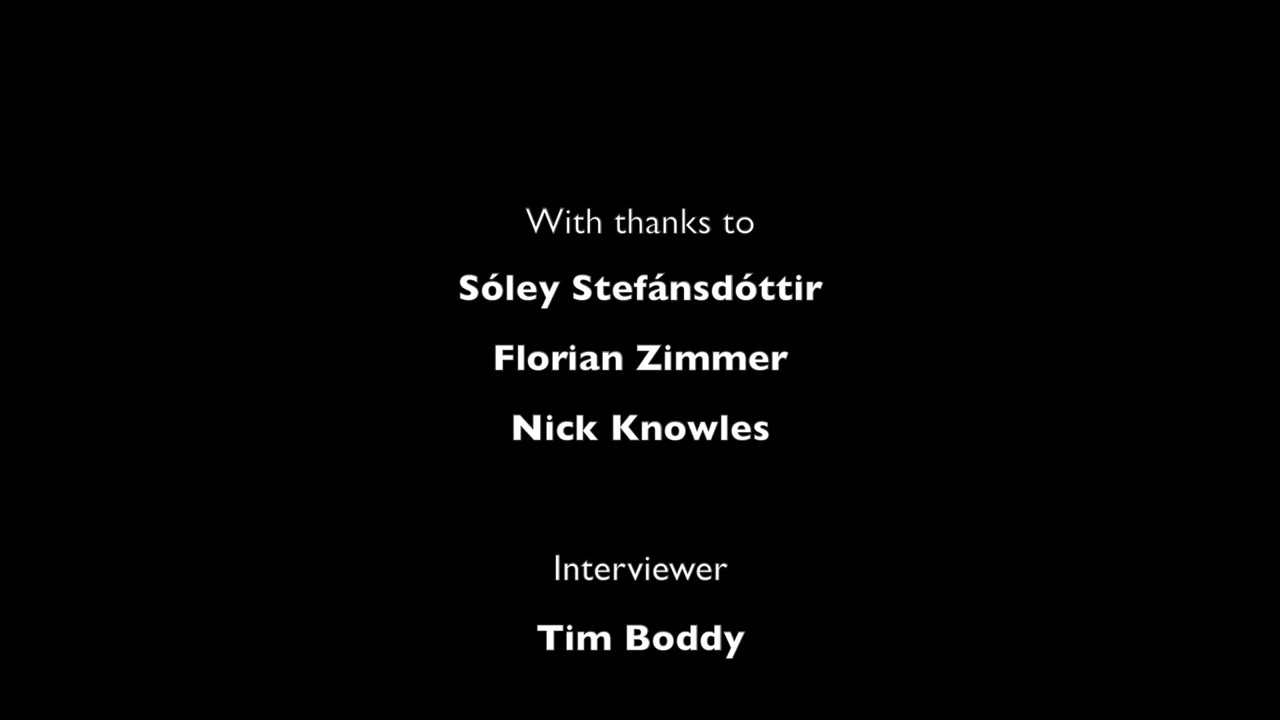 With thanks to
Sóley Stefánsdóttir
Florian Zimmer
Nick Knowles
Interviewer
Tim Boddy